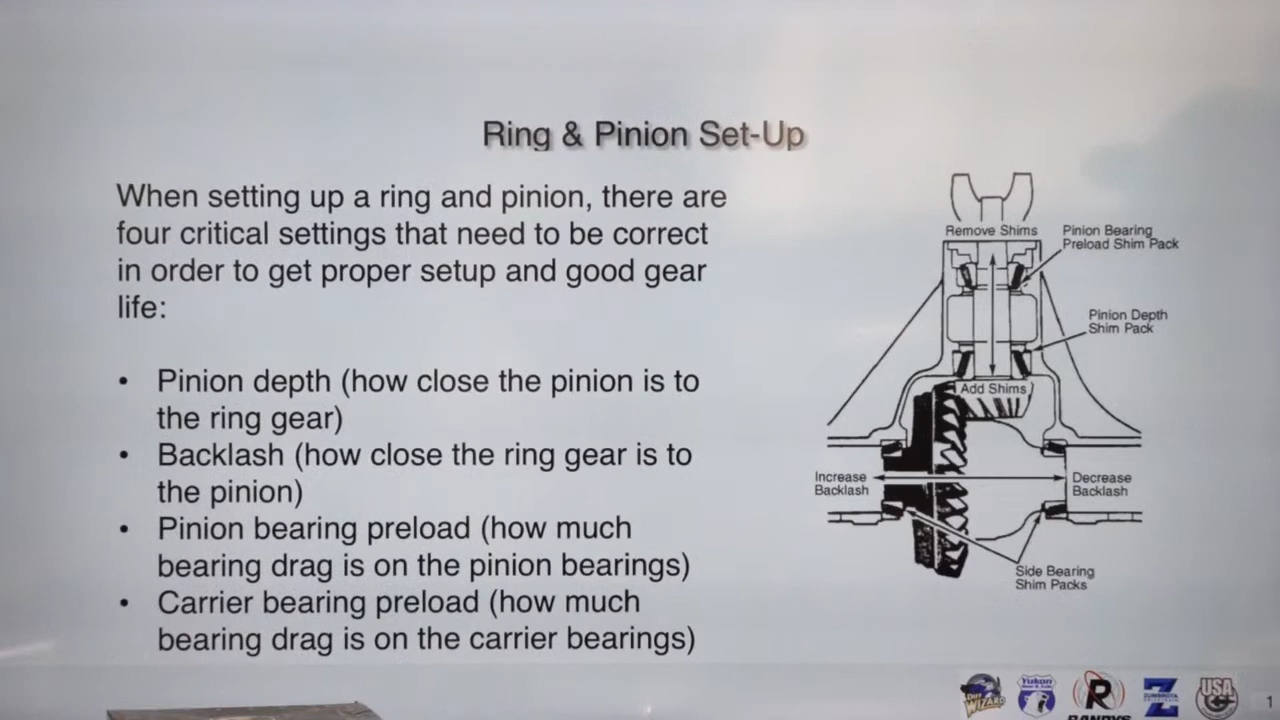 Ring & Pinion Set-Up
When setting up a ring and pinion, there are
four critical settings that need to be correct
in order to get proper setup and good gear
life:
• Pinion depth (how close the pinion is to
the ring gear)
• Backlash (how close the ring gear is to
the pinion)
• Pinion bearing preload (how much
bearing drag is on the pinion bearings)
• Carrier bearing preload (how much
bearing drag is on the carrier bearings)
Remove Shims
Pinion Bearing
Preload Shim Pack
Pinion Depth
Shim Pack
Add Shims
Increase
Backlash
Decrease
Backlash
Side Bearing
Shim Packs
DIFF
WIZARD
Yukon
R
RANDYS
Z
ZUMBROTA
USA
1